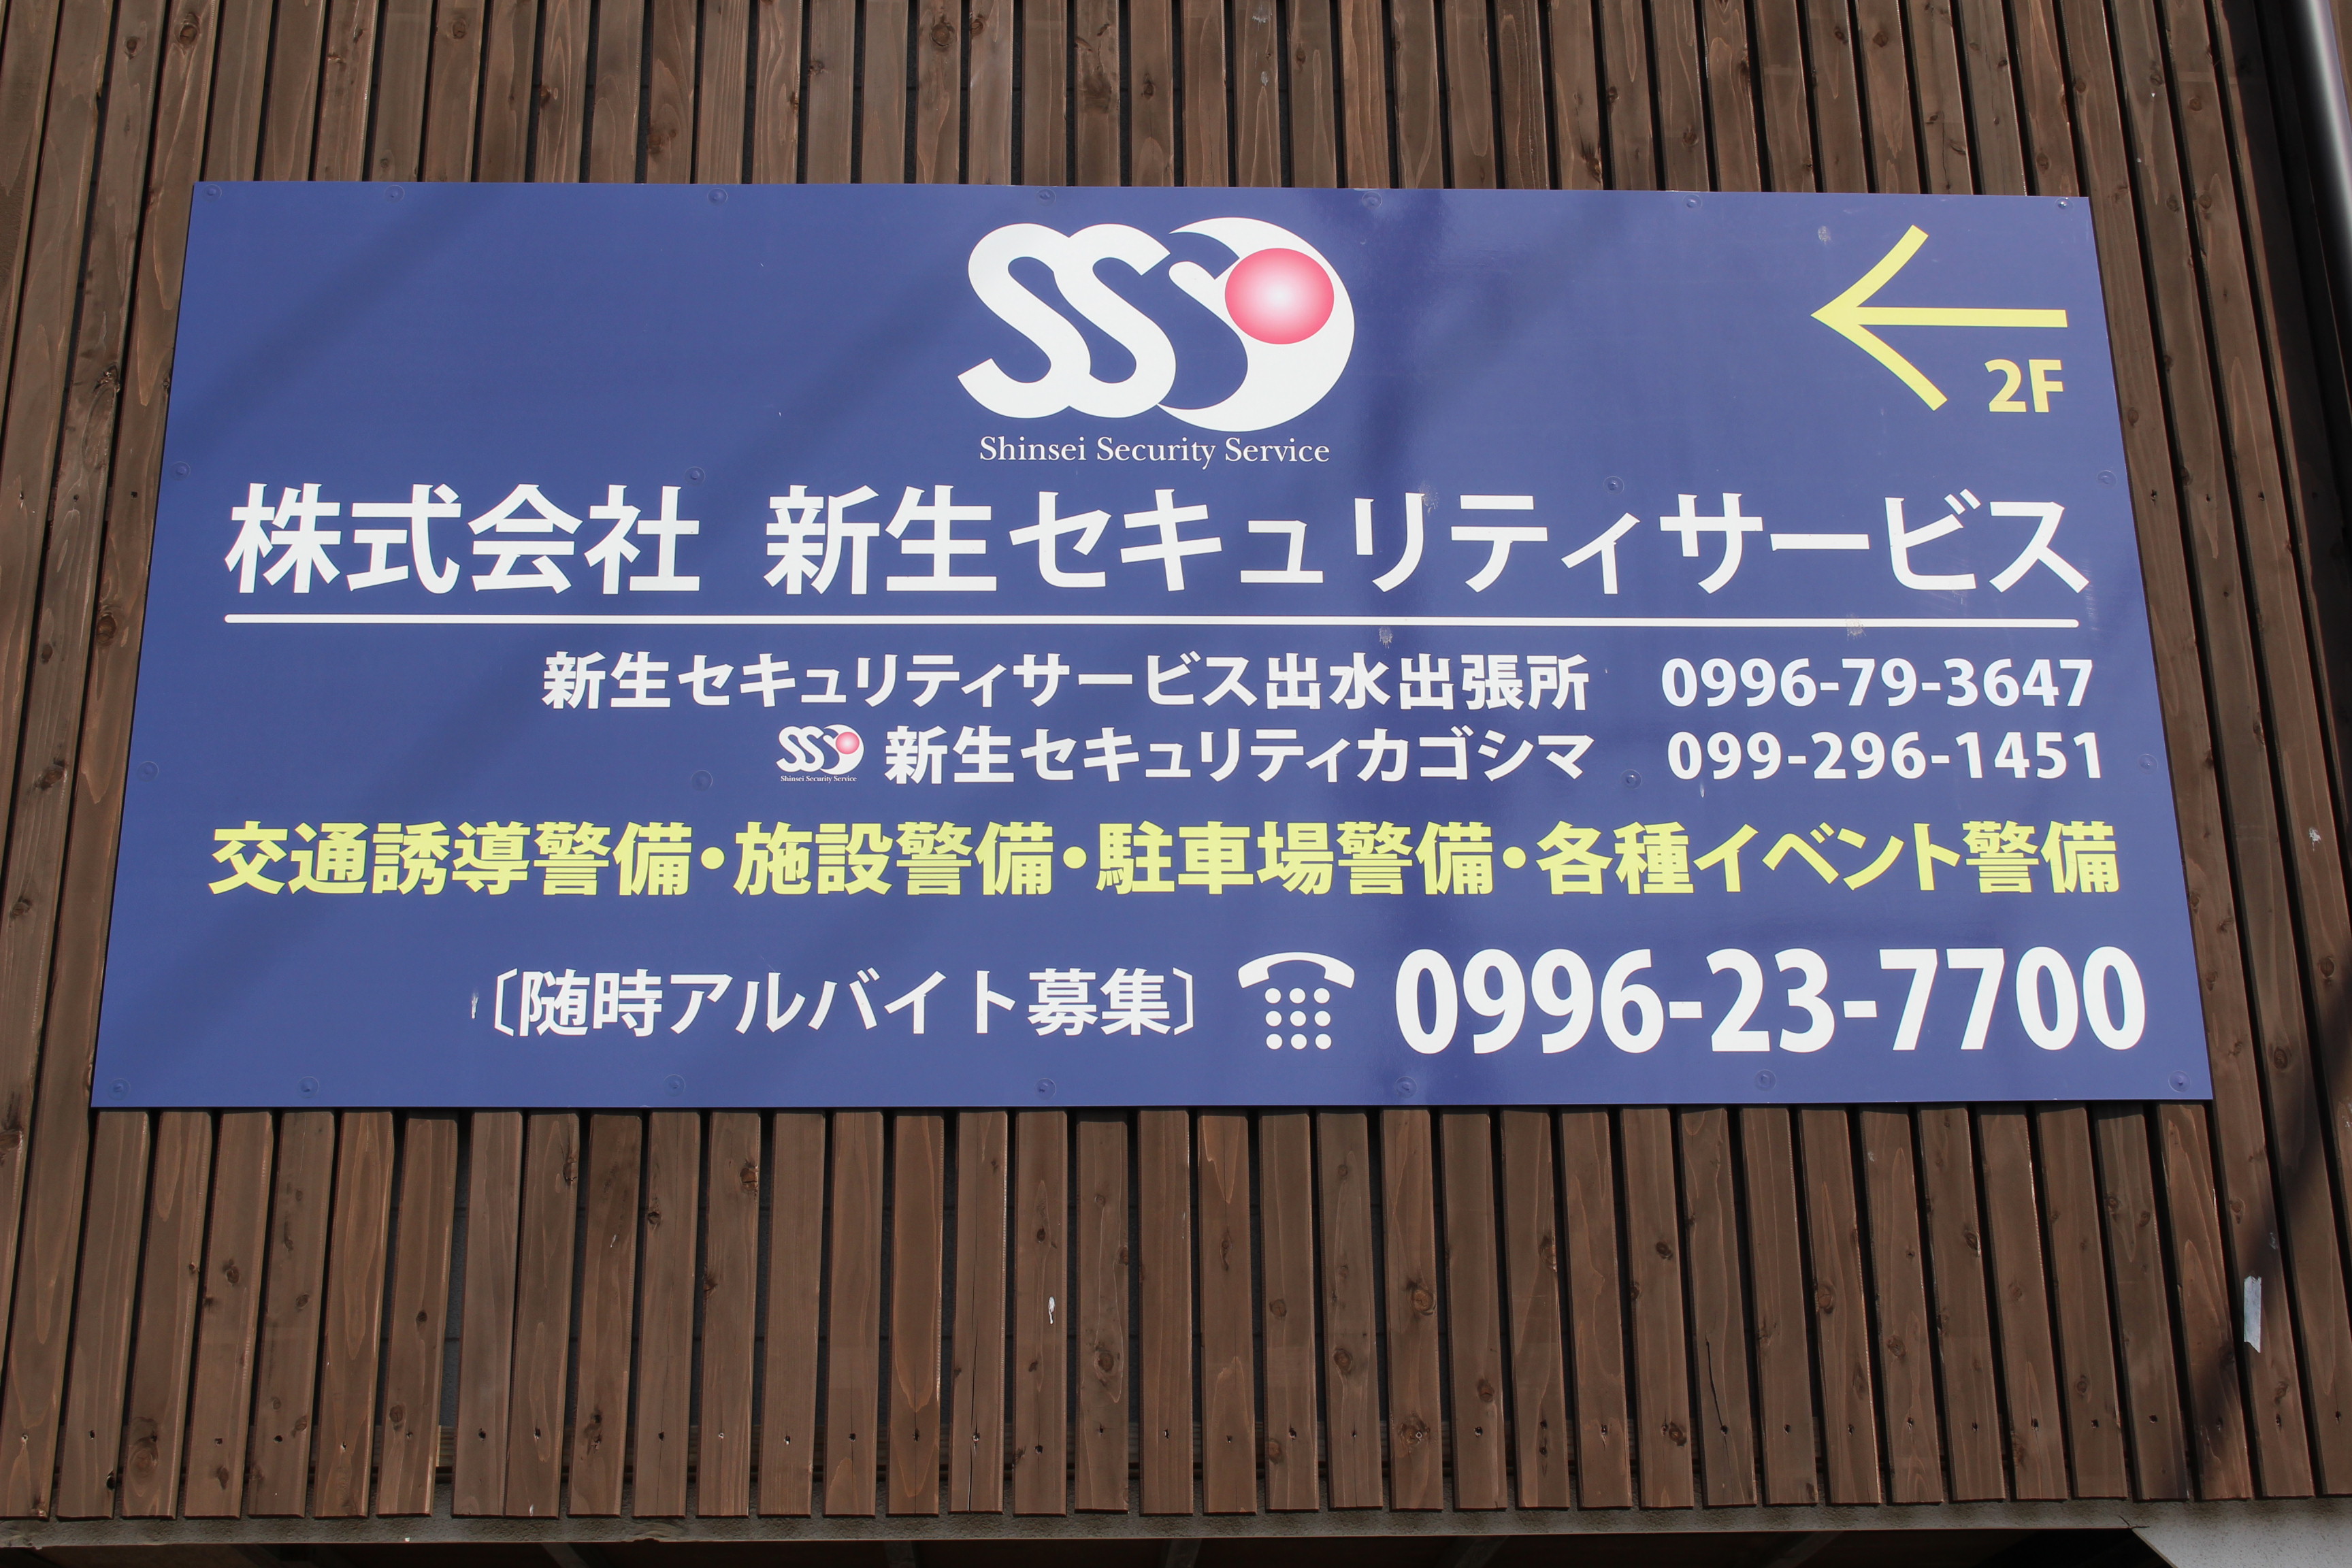 SSS
Shinsei Security Service
2F
株式会社 新生セキュリティサービス
新生セキュリティサービス出水出張所 0996-79-3647
SSS Shinsei Security Service 新生セキュリティカゴシマ 099-296-1451
交通誘導警備・施設警備・駐車場警備・各種イベント警備
〔随時アルバイト募集〕 0996-23-7700